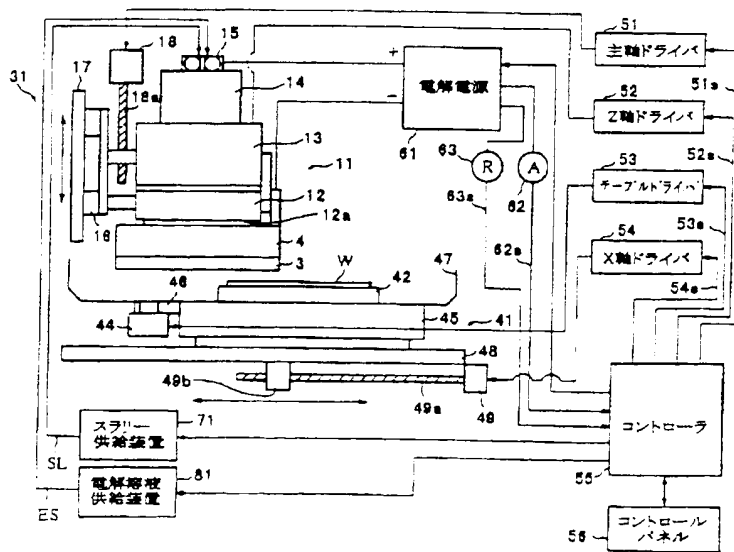 51
主軸ドライバ
51a
52
Z軸ドライバ
52a
53
テーブルドライバ
53a
54
X軸ドライバ
54a
18
15
+
電解電源
-
61
17
31
18a
14
13
11
12
12a
16
4
3
63
R
A
62
63a
62a
W
47
42
46
44
45
41
48
49b
49a
49
スラリー
供給装置
71
SL
電解溶液
供給装置
81
ES
コントローラ
55
56
コントロール
パネル